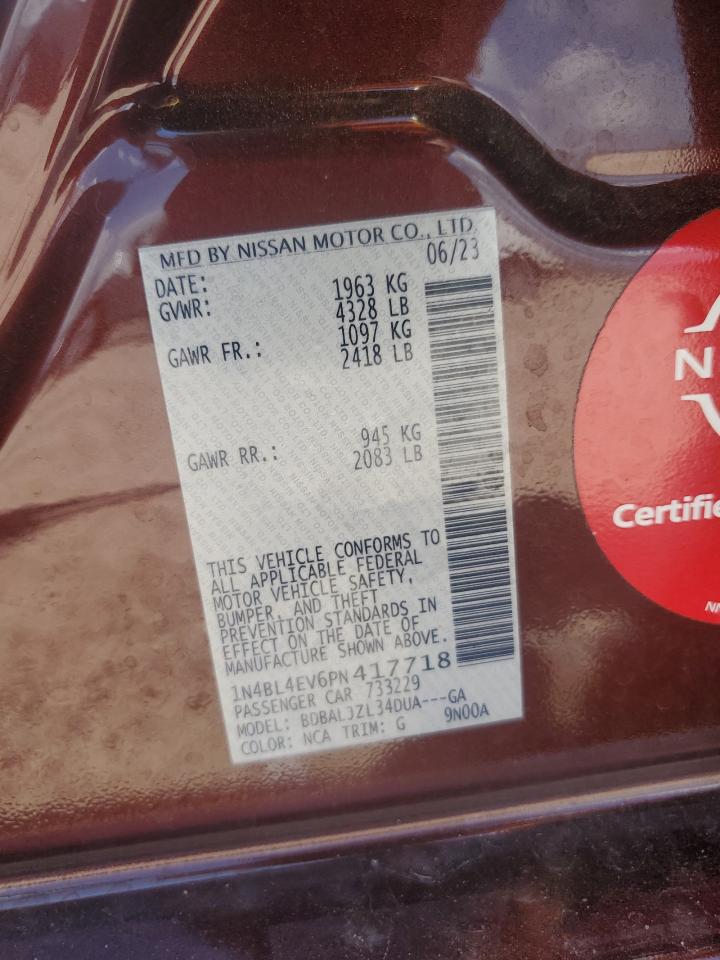 MFD BY NISSAN MOTOR CO., LTD.
DATE: 06/23
GVWR: 1963 KG
4328 LB
GAWR FR.: 1097 KG
2418 LB
GAWR RR.: 945 KG
2083 LB
THIS VEHICLE CONFORMS TO
ALL APPLICABLE FEDERAL
MOTOR VEHICLE SAFETY,
BUMPER, AND THEFT
PREVENTION STANDARDS IN
EFFECT ON THE DATE OF
MANUFACTURE SHOWN ABOVE.
1N4BL4EV6PN417718
PASSENGER CAR 733229
MODEL: BDBALJZL34DUA---GA
COLOR: NCA TRIM: G 9N00A